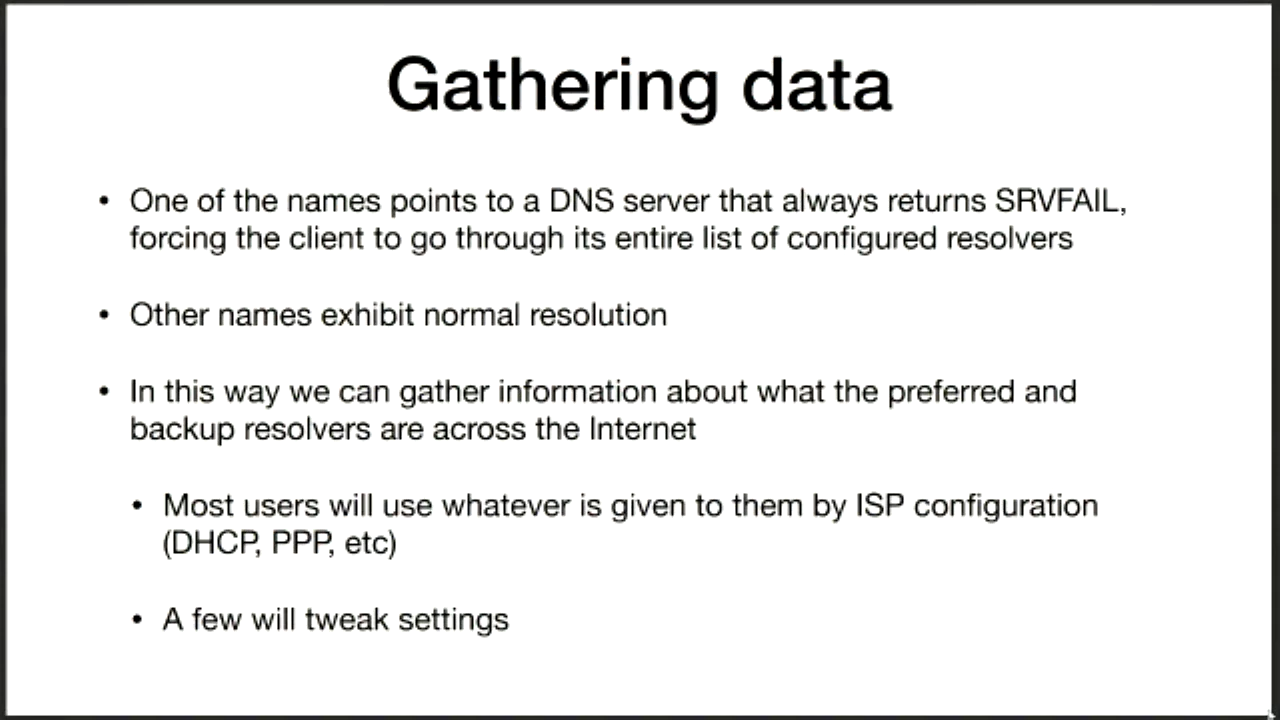 Gathering data
• One of the names points to a DNS server that always returns SRVFAIL,
forcing the client to go through its entire list of configured resolvers
• Other names exhibit normal resolution
• In this way we can gather information about what the preferred and
backup resolvers are across the Internet
• Most users will use whatever is given to them by ISP configuration
(DHCP, PPP, etc)
• A few will tweak settings